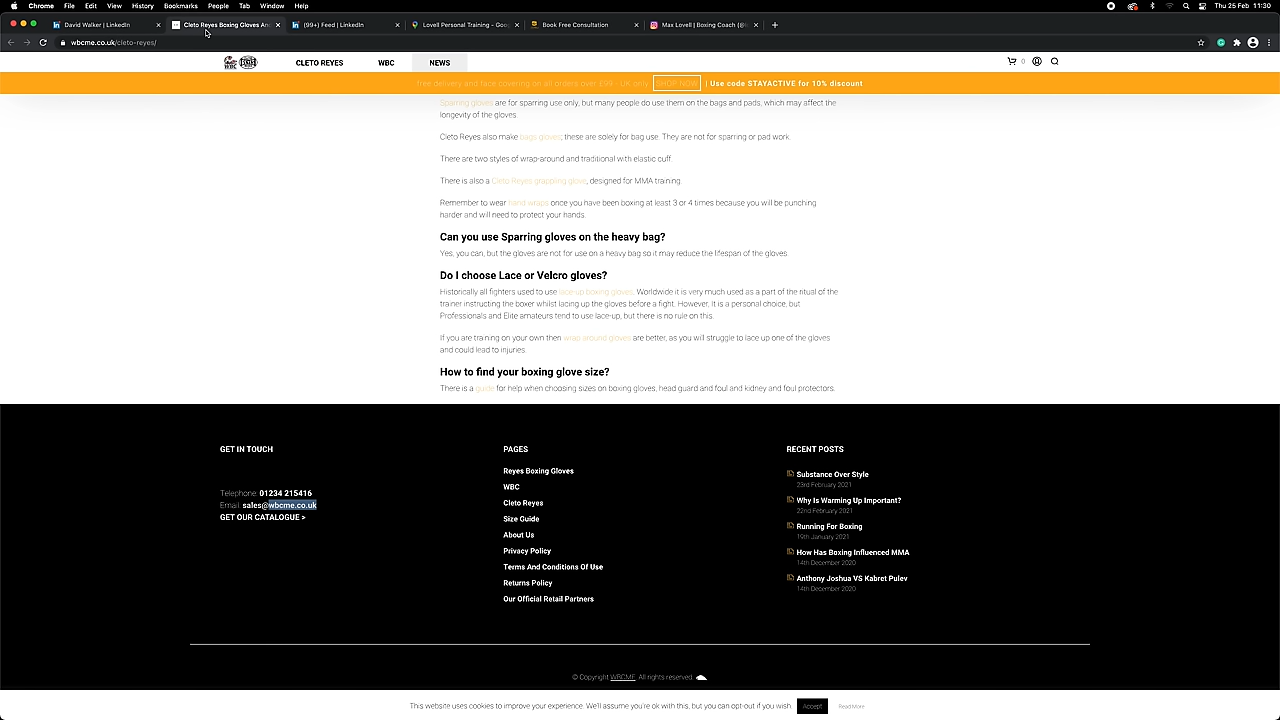 Chrome File Edit View History Bookmarks People Tab Window Help Thu 25 Feb 11:30
David Walker | LinkedIn Cleto Reyes Boxing Gloves An (99+) Feed | LinkedIn Lovell Personal Training - Goo Book Free Consultation Max Lovell | Boxing Coach (@
wbcme.co.uk/cleto-reyes/
CLETO REYES WBC NEWS 0
free delivery and face covering on all orders over £99 - UK only SHOP NOW | Use code STAYACTIVE for 10% discount
Sparring gloves are for sparring use only, but many people do use them on the bags and pads, which may affect the
longevity of the gloves.
Cleto Reyes also make bags gloves; these are solely for bag use. They are not for sparring or pad work.
There are two styles of wrap-around and traditional with elastic cuff.
There is also a Cleto Reyes grappling glove, designed for MMA training
Remember to wear hand wraps once you have been boxing at least 3 or 4 times because you will be punching
harder and will need to protect your hands.
Can you use Sparring gloves on the heavy bag?
Yes, you can, but the gloves are not for use on a heavy bag so it may reduce the lifespan of the gloves
Do I choose Lace or Velcro gloves?
Historically all fighters used to use lace-up boxing gloves. Worldwide it is very much used as a part of the ritual of the
trainer instructing the boxer whilst lacing up the gloves before a fight. However, it is a personal choice, but
Professionals and Elite amateurs tend to use lace-up, but there is no rule on this.
If you are training on your own then wrap around gloves are better, as you will struggle to lace up one of the gloves
and could lead to injuries.
How to find your boxing glove size?
There is a guide for help when choosing sizes on boxing gloves, head guard and foul and kidney and foul protectors.
GET IN TOUCH
Telephone: 01234 215416
Email: sales@wbcme.co.uk
GET OUR CATALOGUE >
PAGES
Reyes Boxing Gloves
WBC
Cleto Reyes
Size Guide
About Us
Privacy Policy
Terms And Conditions Of Use
Returns Policy
Our Official Retail Partners
RECENT POSTS
Substance Over Style
23rd February 2021
Why Is Warming Up Important?
22nd February 2021
Running For Boxing
19th January 2021
How Has Boxing Influenced MMA
14th December 2020
Anthony Joshua VS Kabret Pulev
14th December 2020
© Copyright WBCME. All rights reserved.
This website uses cookies to improve your experience. We'll assume you're ok with this, but you can opt-out if you wish. Accept Read More